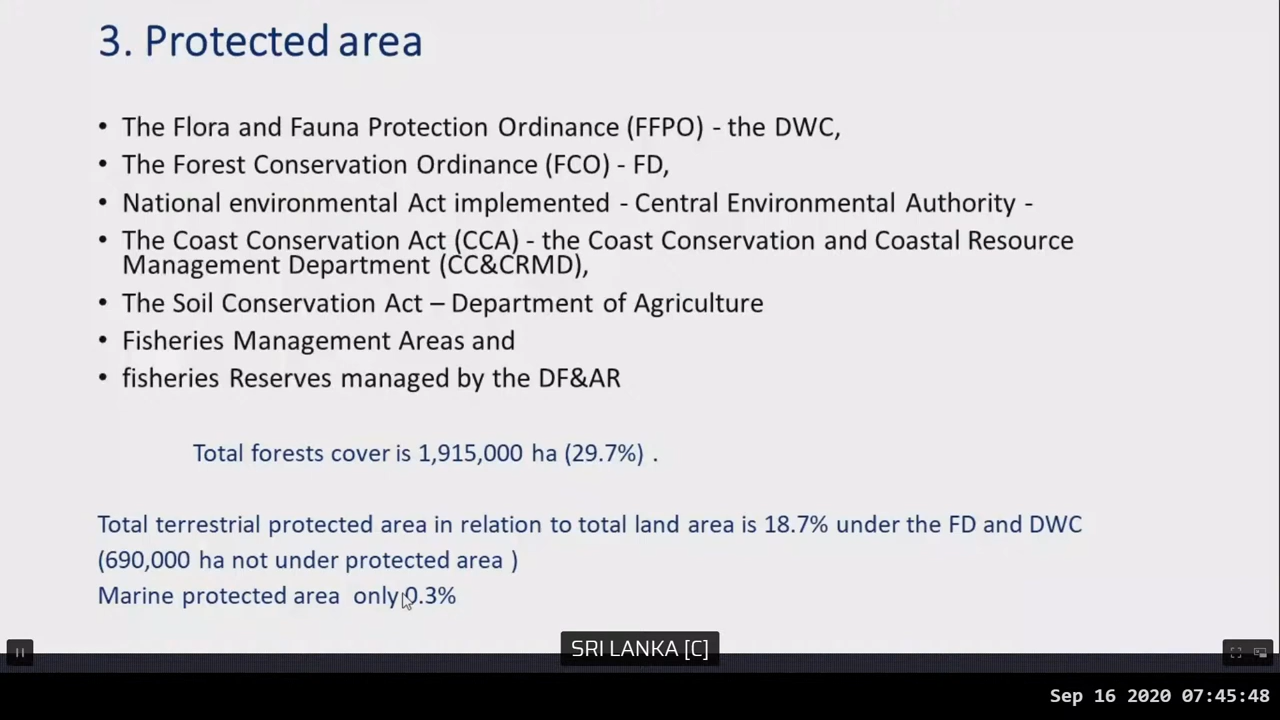 3. Protected area
• The Flora and Fauna Protection Ordinance (FFPO) - the DWC,
• The Forest Conservation Ordinance (FCO) - FD,
• National environmental Act implemented - Central Environmental Authority -
• The Coast Conservation Act (CCA) - the Coast Conservation and Coastal Resource
Management Department (CC&CRMD),
• The Soil Conservation Act – Department of Agriculture
• Fisheries Management Areas and
• fisheries Reserves managed by the DF&AR
Total forests cover is 1,915,000 ha (29.7%) .
Total terrestrial protected area in relation to total land area is 18.7% under the FD and DWC
(690,000 ha not under protected area )
Marine protected area only 0.3%
SRI LANKA [C]
Sep 16 2020 07:45:48